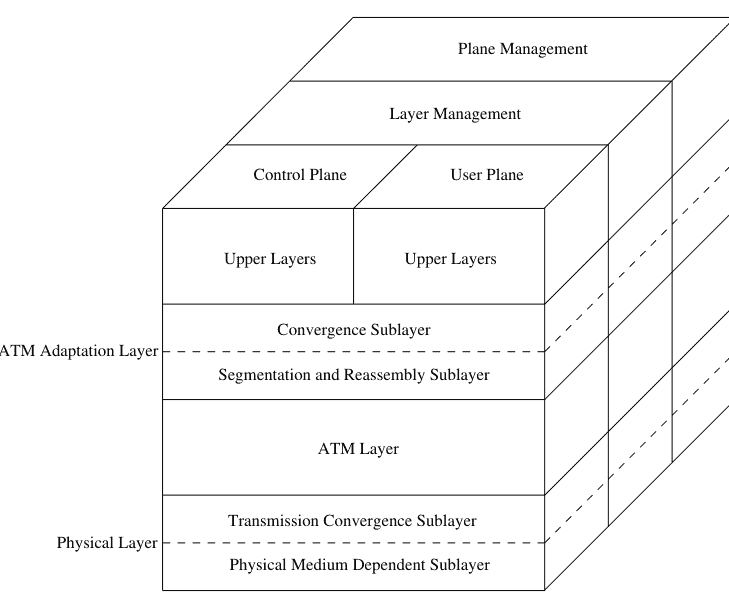 Plane Management
Layer Management
Control Plane
User Plane
Upper Layers
Upper Layers
Convergence Sublayer
ATM Adaptation Layer
Segmentation and Reassembly Sublayer
ATM Layer
Transmission Convergence Sublayer
Physical Layer
Physical Medium Dependent Sublayer